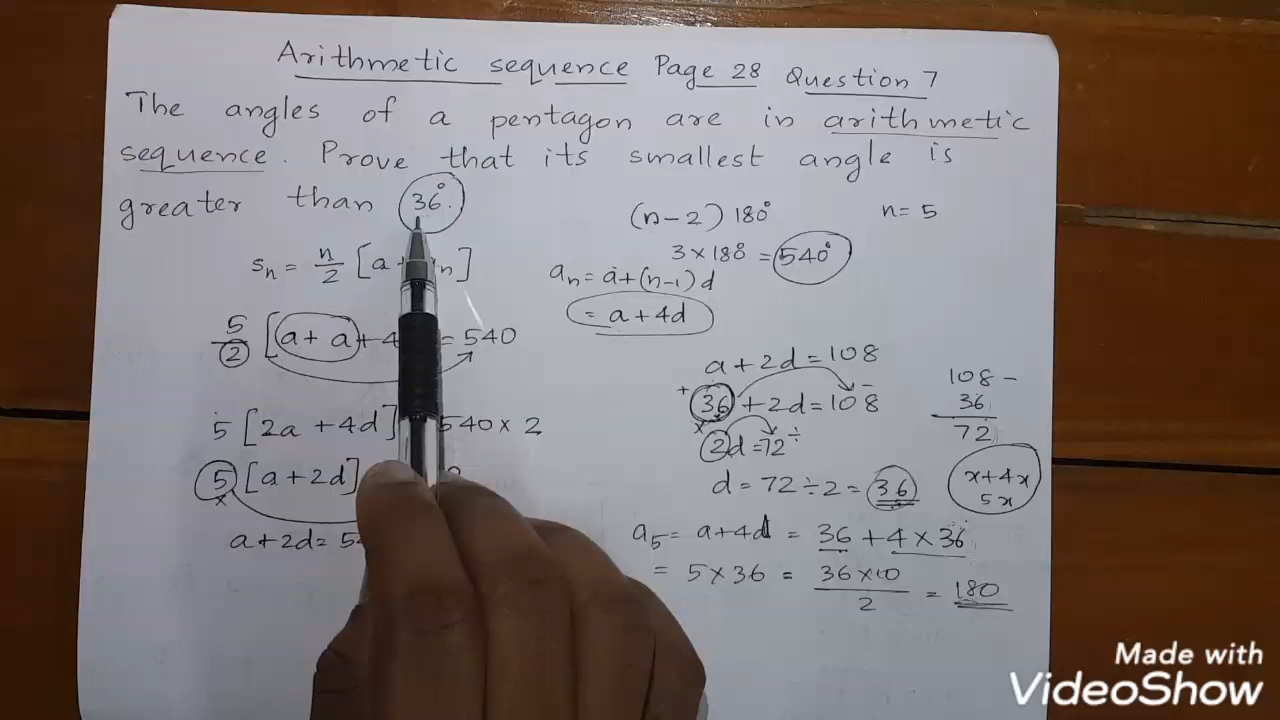 Arithmetic sequence Page 28 Question 7
The angles of a pentagon are in arithmetic
sequence. Prove that its smallest angle is
greater than 36°.
(n-2) 180° n=5
3×180 = 540°
Sn = n/2 [a + n]
an = a+(n-1)d
= a+4d
5/2 [a+a+4 = 540
a+2d = 108
36 +2d = 108 -
2d = 72 ÷
d = 72 ÷ 2 = 36
108 -
36
72
x+4x
5x
5 [2a +4d] 540 × 2
5 [a+2d]
a+2d = 54
a5 = a+4d = 36 + 4 × 36
= 5 × 36 = 36×10/2 = 180
Made with
VideoShow